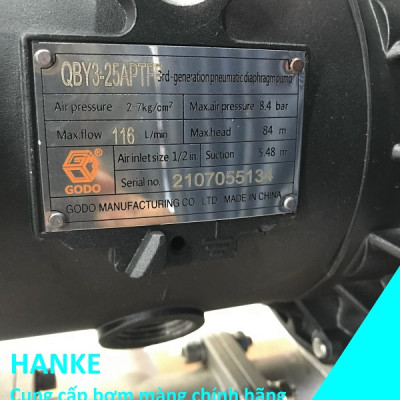 QBY3-25APTFF 3rd-generation pneumatic diaphragm pump
Air pressure 2-7kg/cm² Max.air pressure 8.4 bar
Max.flow 116 L/min Max.head 84 m
Air inlet size 1/2 in Suction 5.48 m
Serial no. 2107055134
GODO
GODO MANUFACTURING CO. LTD. MADE IN CHINA
HANKE
Cung cấp bơm màng chính hãng